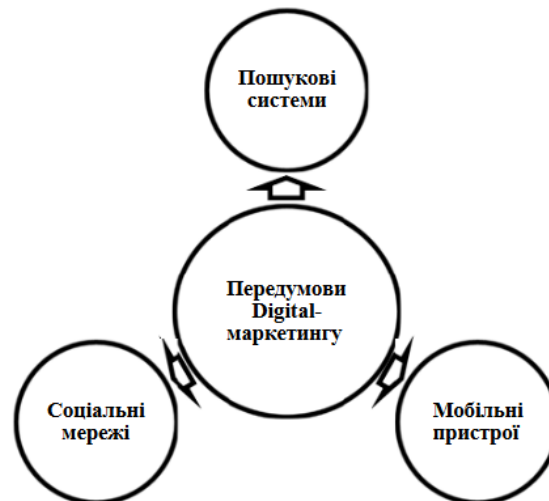 Пошукові
системи
Передумови
Digital-
маркетингу
Соціальні
мережі
Мобільні
пристрої